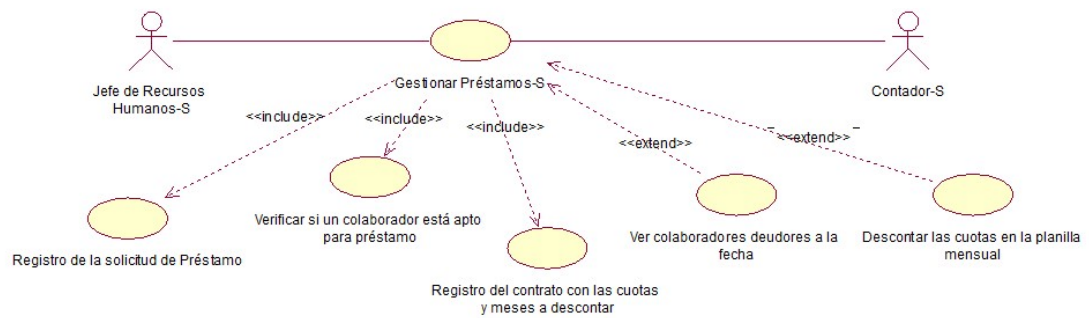 Jefe de Recursos
Humanos-S
Gestionar Préstamos-S
Contador-S
<<include>>
<<include>>
<<include>>
<<extend>>
<<extend>>
Registro de la solicitud de Préstamo
Verificar si un colaborador está apto
para préstamo
Registro del contrato con las cuotas
y meses a descontar
Ver colaboradores deudores a la
fecha
Descontar las cuotas en la planilla
mensual